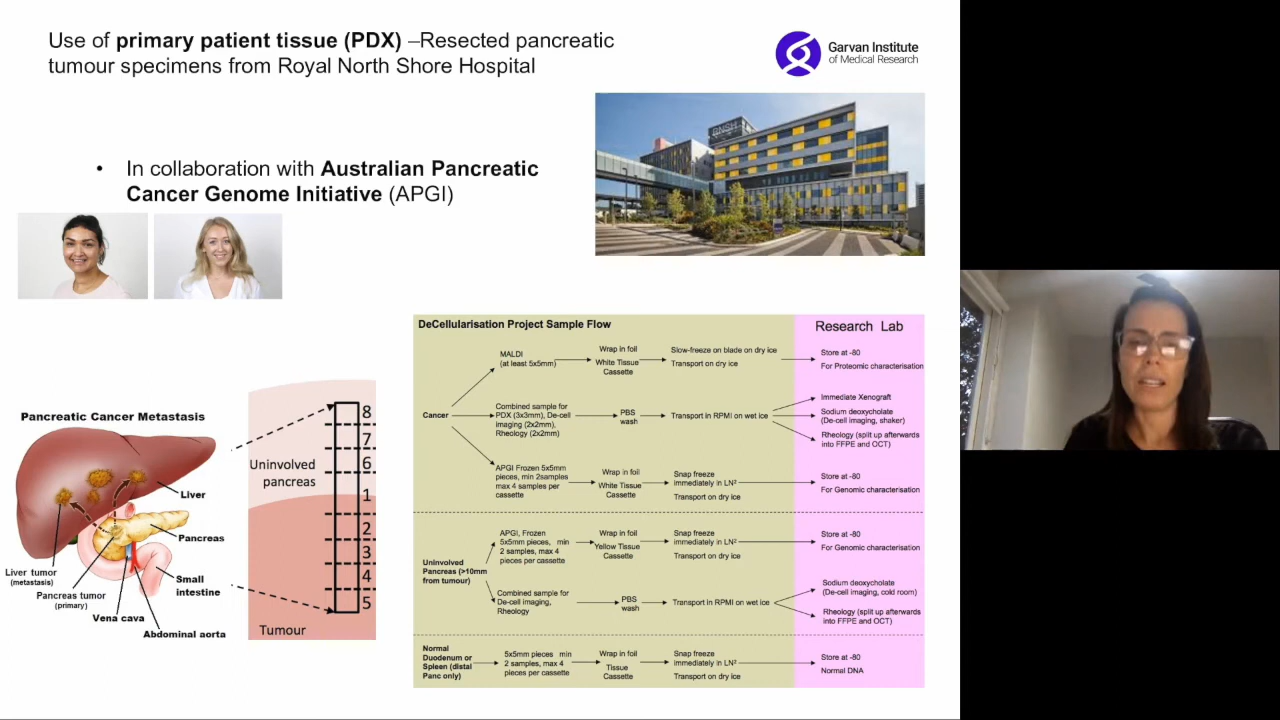 Use of primary patient tissue (PDX) –Resected pancreatic
tumour specimens from Royal North Shore Hospital
Garvan Institute
of Medical Research
• In collaboration with Australian Pancreatic
Cancer Genome Initiative (APGI)
RNSH
DeCellularisation Project Sample Flow
Research Lab
Cancer
MALDI
(at least 5x5mm)
Wrap in foil
White Tissue
Cassette
Slow-freeze on blade on dry ice
Transport on dry ice
Store at -80
For Proteomic characterisation
Combined sample for
PDX (3x3mm), De-cell
imaging (2x2mm),
Rheology (2x2mm)
PBS
wash
Transport in RPMI on wet ice
Immediate Xenograft
Sodium deoxycholate
(De-cell imaging, shaker)
Rheology (split up afterwards
into FFPE and OCT)
APGI Frozen 5x5mm
pieces, min 2samples
max 4 samples per
cassette
Wrap in foil
White Tissue
Cassette
Snap freeze
immediately in LN²
Transport on dry ice
Store at -80
For Genomic characterisation
Uninvolved
Pancreas (>10mm
from tumour)
APGI, Frozen
5x5mm pieces, min
2 samples, max 4
pieces per cassette
Wrap in foil
Yellow Tissue
Cassette
Snap freeze
immediately in LN²
Transport on dry ice
Store at -80
For Genomic characterisation
Combined sample for
De-cell imaging,
Rheology
PBS
wash
Transport in RPMI on wet ice
Sodium deoxycholate
(De-cell imaging, cold room)
Rheology (split up afterwards
into FFPE and OCT)
Normal
Duodenum or
Spleen (distal
Panc only)
5x5mm pieces min
2 samples, max 4
pieces per cassette
Wrap in foil
Tissue
Cassette
Snap freeze
immediately in LN²
Transport on dry ice
Store at -80
Normal DNA
Pancreatic Cancer Metastasis
Liver
Pancreas
Liver tumor
(metastasis)
Pancreas tumor
(primary)
Small
intestine
Vena cava
Abdominal aorta
Uninvolved
pancreas
Tumour
8
7
6
1
2
3
4
5